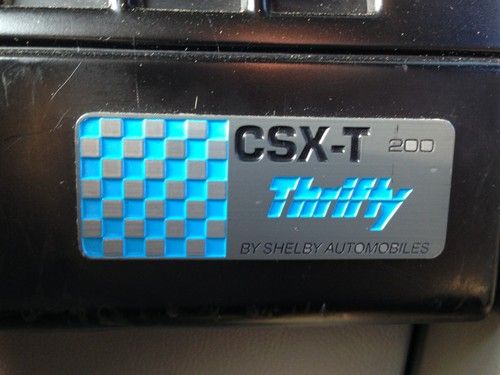 CSX-T 200
Thrifty
BY SHELBY AUTOMOBILES